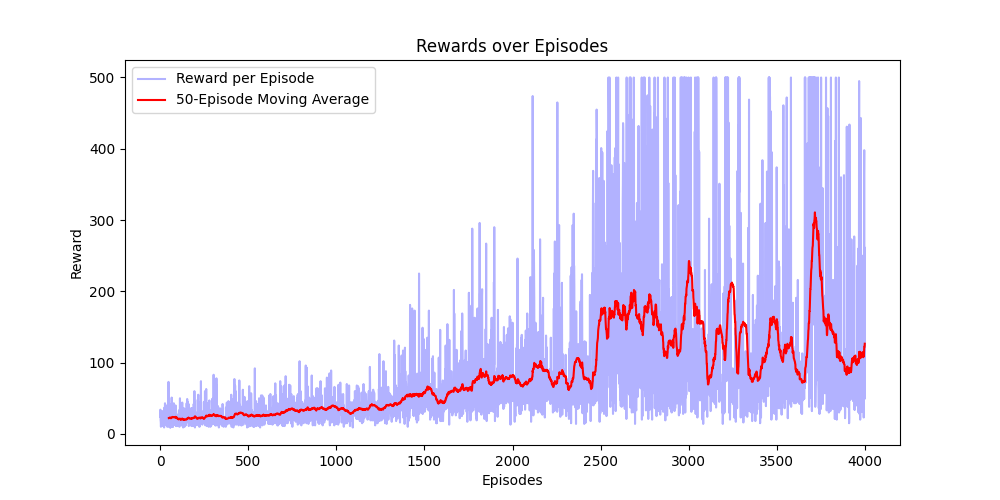 Rewards over Episodes
Reward per Episode
50-Episode Moving Average
500
400
300
200
100
0
Reward
0 500 1000 1500 2000 2500 3000 3500 4000
Episodes